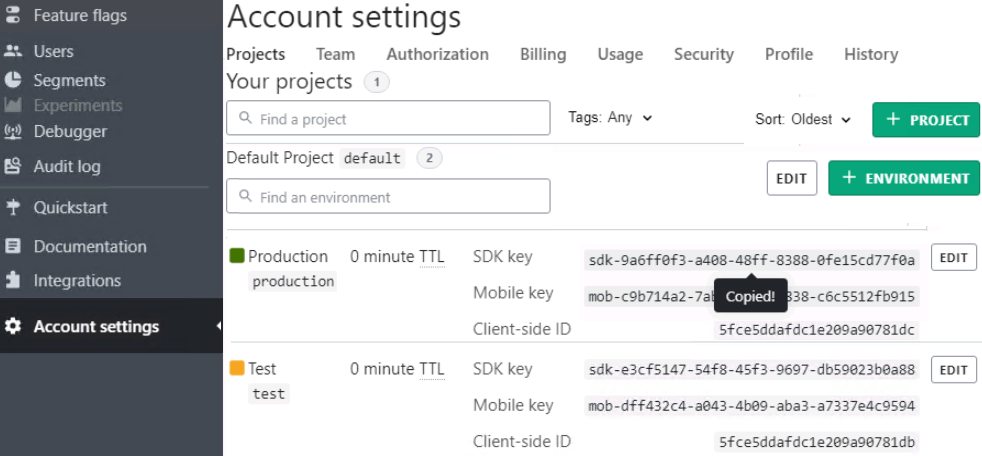 Feature flags
Users
Segments
Experiments
Debugger
Audit log
Quickstart
Documentation
Integrations
Account settings
Account settings
Projects Team Authorization Billing Usage Security Profile History
Your projects 1
Find a project Tags: Any Sort: Oldest + PROJECT
Default Project default 2
EDIT + ENVIRONMENT
Find an environment
Production 0 minute TTL SDK key sdk-9a6ff0f3-a408-48ff-8388-0fe15cd77f0a EDIT
production
Copied!
Mobile key mob-c9b714a2-7a 838-c6c5512fb915
Client-side ID 5fce5ddafdc1e209a90781dc
Test 0 minute TTL SDK key sdk-e3cf5147-54f8-45f3-9697-db59023b0a88 EDIT
test
Mobile key mob-dff432c4-a043-4b09-aba3-a7337e4c9594
Client-side ID 5fce5ddafdc1e209a90781db